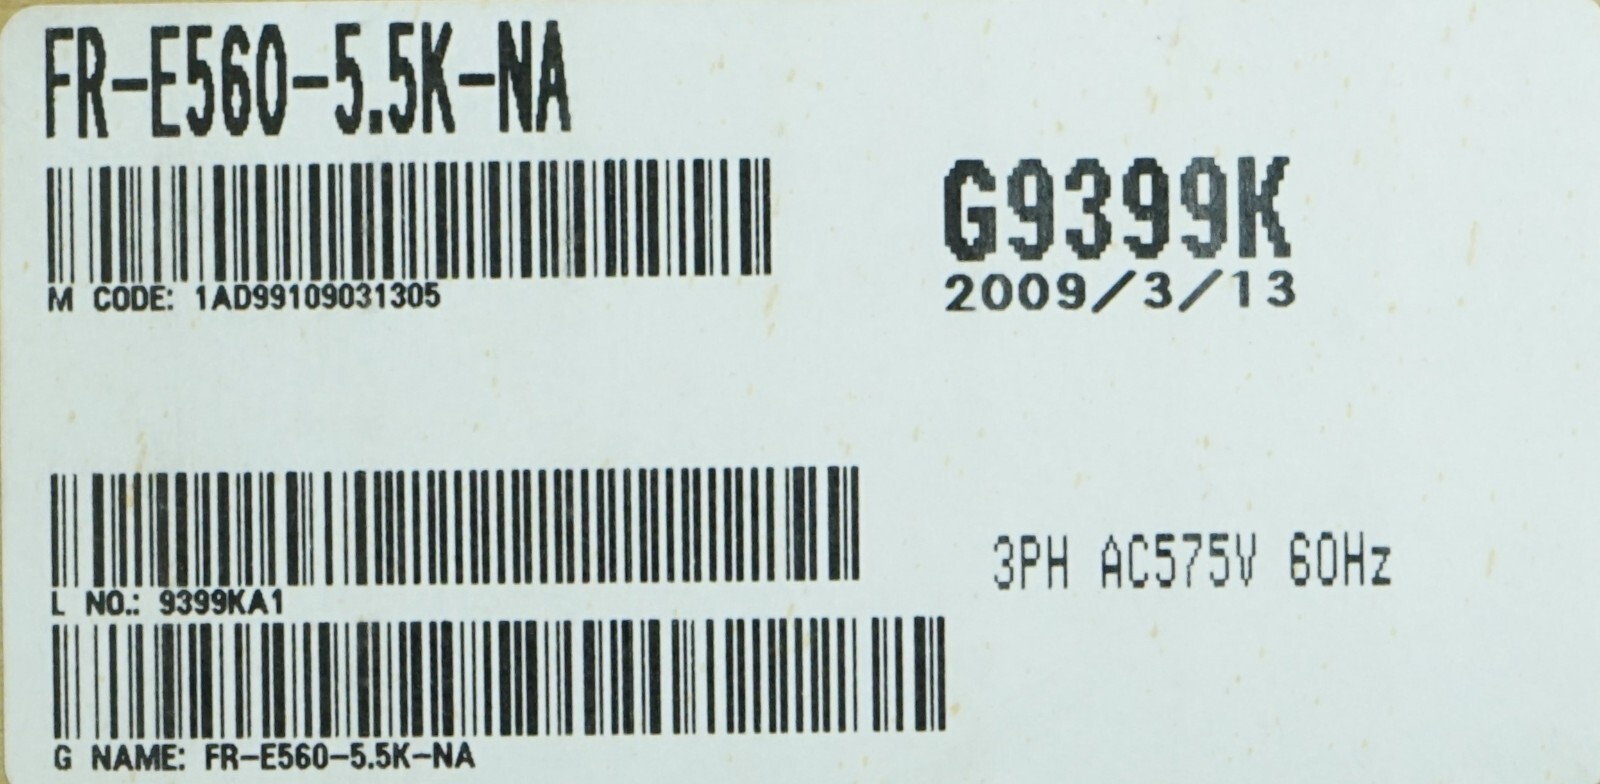 FR-E560-5.5K-NA
G9399K
2009/3/13
M CODE: 1AD99109031305
L NO.: 9399KA1
3PH AC575V 60Hz
G NAME: FR-E560-5.5K-NA